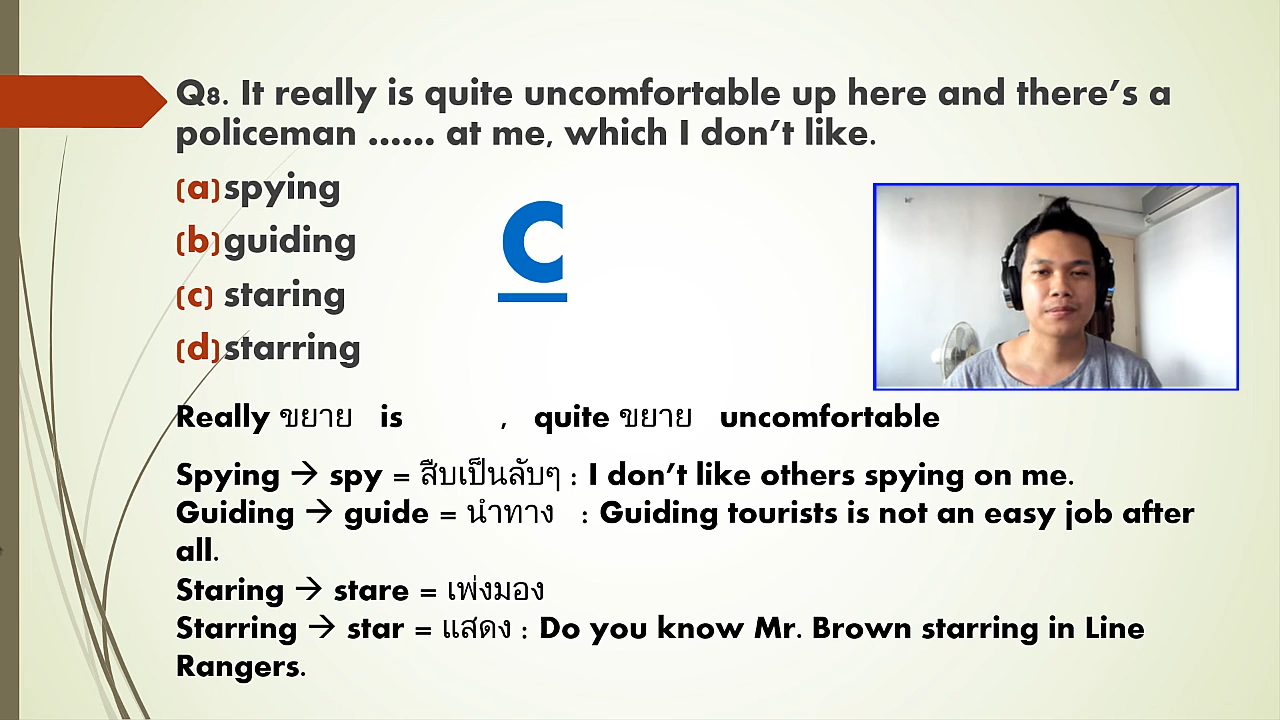 Q8. It really is quite uncomfortable up here and there’s a
policeman …… at me, which I don’t like.
(a)spying
(b)guiding
(c) staring
(d)starring
C
Really ขยาย is , quite ขยาย uncomfortable
Spying → spy = สืบเป็นลับๆ : I don’t like others spying on me.
Guiding → guide = นำทาง : Guiding tourists is not an easy job after
all.
Staring → stare = เพ่งมอง
Starring → star = แสดง : Do you know Mr. Brown starring in Line
Rangers.